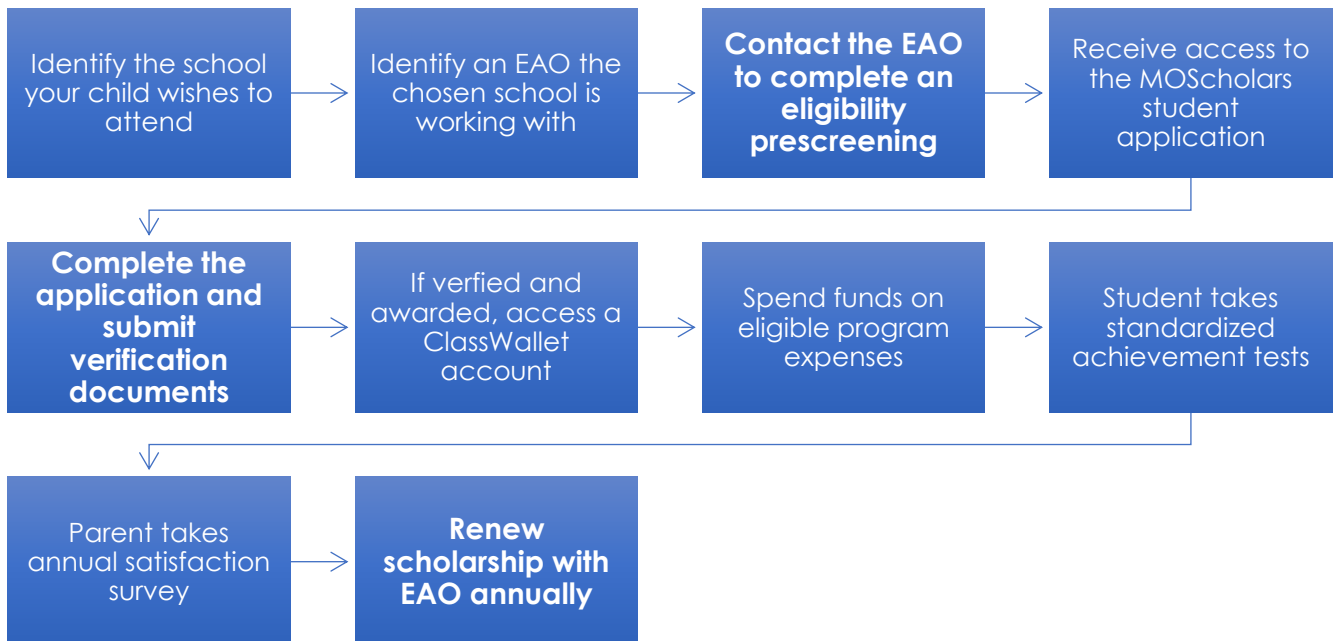 Identify the school
your child wishes to
attend
Identify an EAO the
chosen school is
working with
Contact the EAO
to complete an
eligibility
prescreening
Receive access to
the MOScholars
student
application
Complete the
application and
submit
verification
documents
If verfied and
awarded, access a
ClassWallet
account
Spend funds on
eligible program
expenses
Student takes
standardized
achievement tests
Parent takes
annual satisfaction
survey
Renew
scholarship with
EAO annually